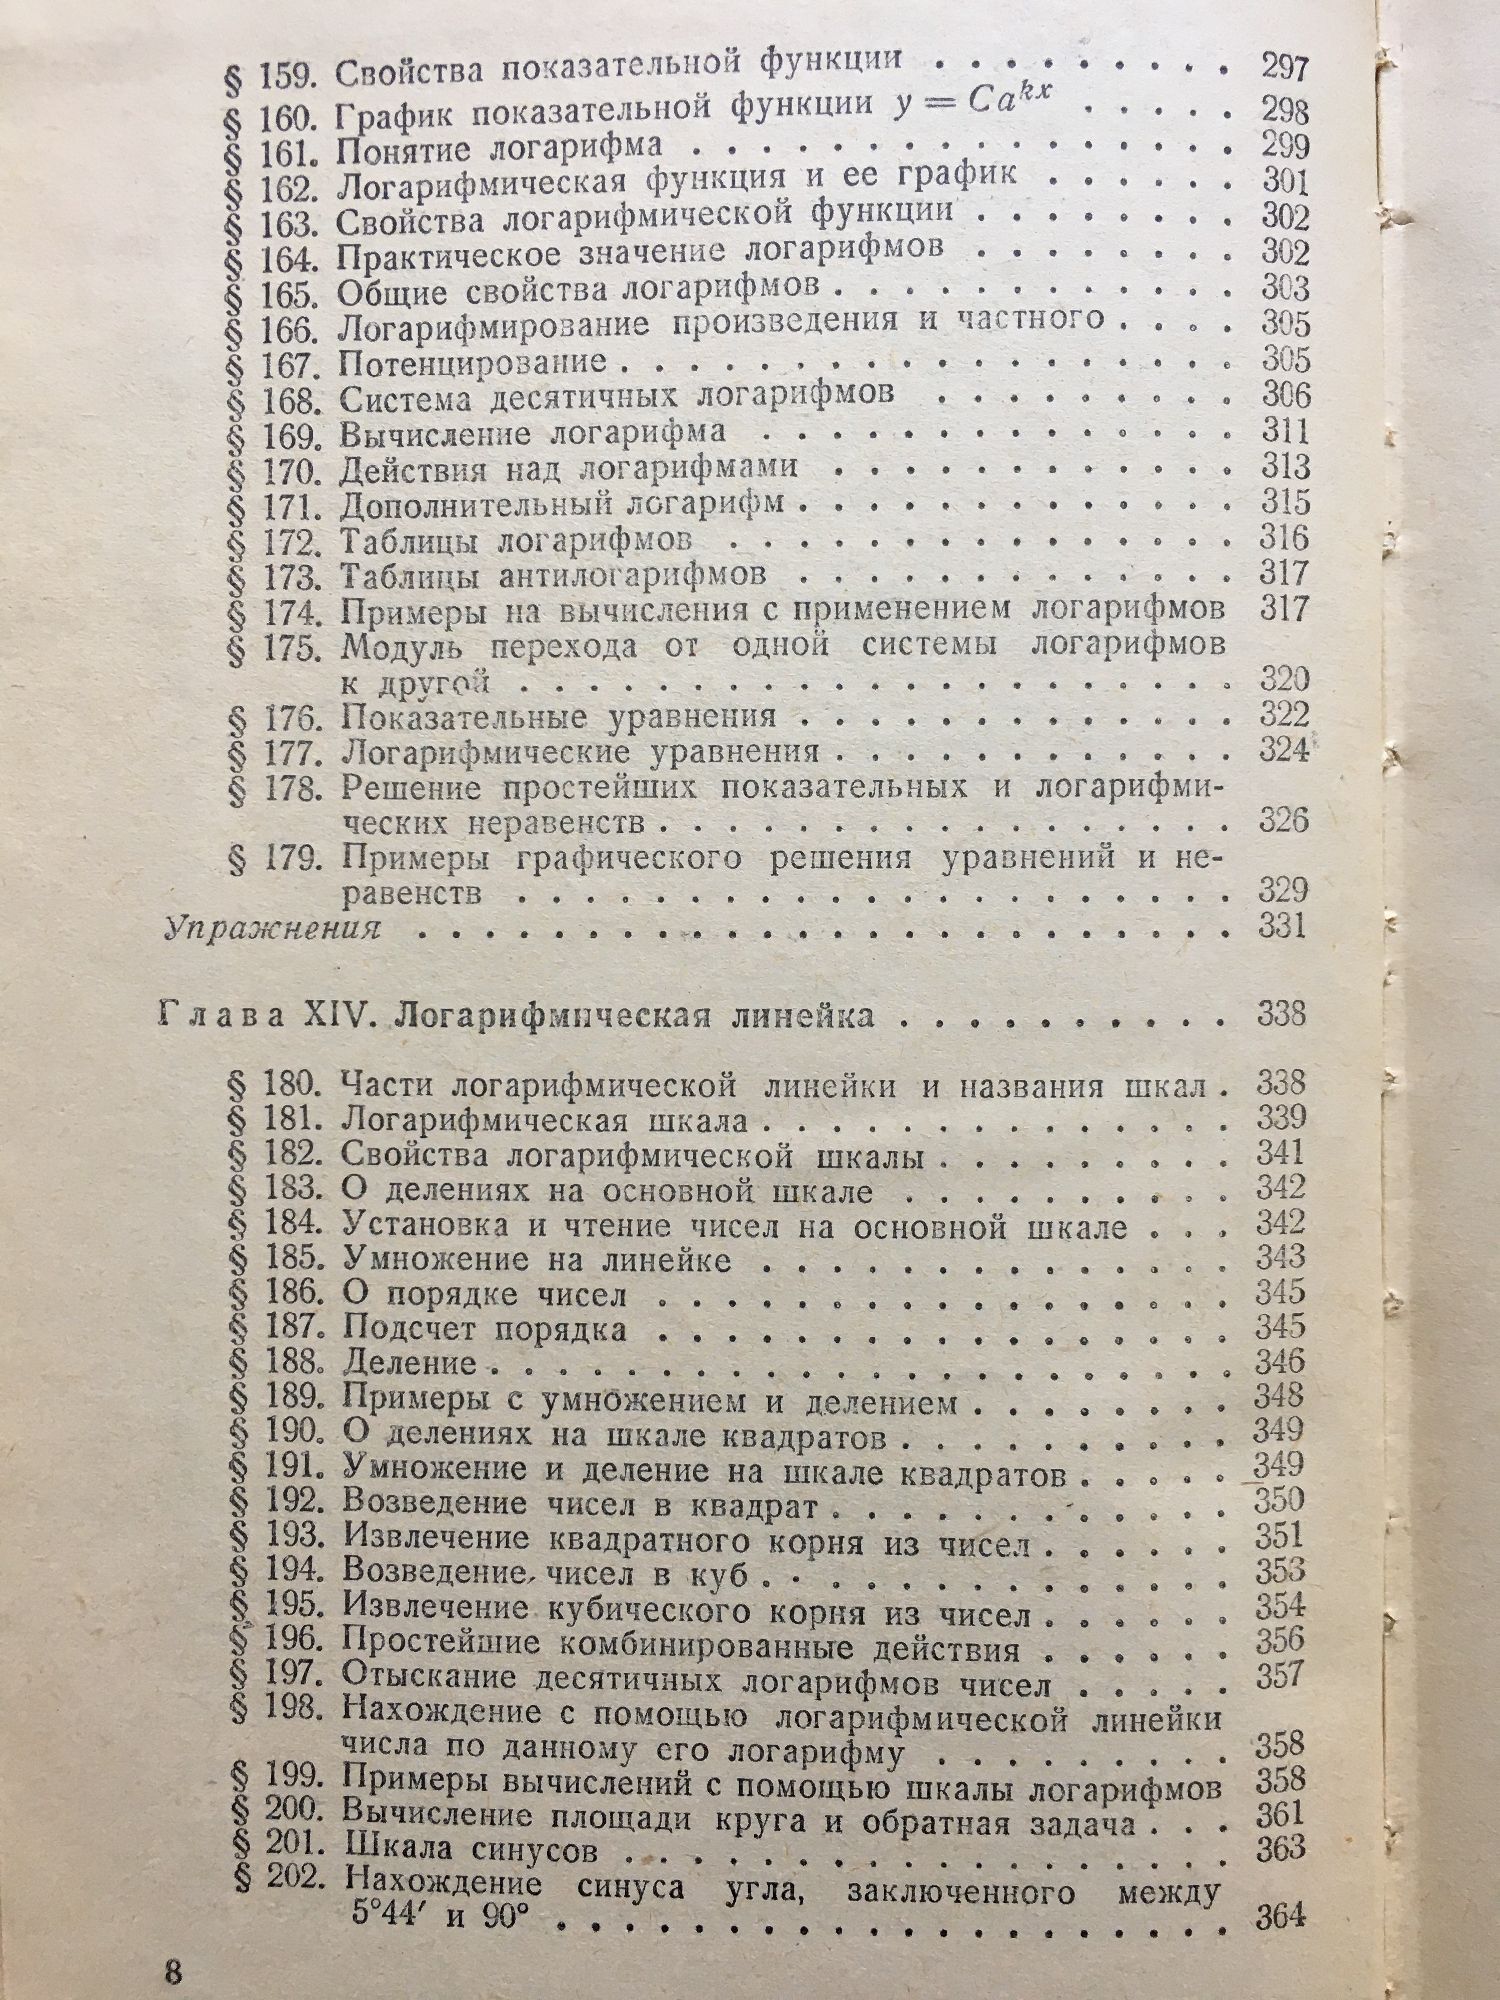 § 159. Свойства показательной функции . . . . . . . . . 297
§ 160. График показательной функции y = Ca^{kx} . . . . . 298
§ 161. Понятие логарифма . . . . . . . . . . . . . . . . 299
§ 162. Логарифмическая функция и ее график . . . . . . 301
§ 163. Свойства логарифмической функции . . . . . . . . 302
§ 164. Практическое значение логарифмов . . . . . . . . 302
§ 165. Общие свойства логарифмов . . . . . . . . . . . . 303
§ 166. Логарифмирование произведения и частного . . . . 305
§ 167. Потенцирование . . . . . . . . . . . . . . . . . . 305
§ 168. Система десятичных логарифмов . . . . . . . . . 306
§ 169. Вычисление логарифма . . . . . . . . . . . . . . 311
§ 170. Действия над логарифмами . . . . . . . . . . . . 313
§ 171. Дополнительный логарифм . . . . . . . . . . . . . 315
§ 172. Таблицы логарифмов . . . . . . . . . . . . . . . 316
§ 173. Таблицы антилогарифмов . . . . . . . . . . . . . 317
§ 174. Примеры на вычисления с применением логарифмов 317
§ 175. Модуль перехода от одной системы логарифмов
к другой . . . . . . . . . . . . . . . . . . . . . 320
§ 176. Показательные уравнения . . . . . . . . . . . . . 322
§ 177. Логарифмические уравнения . . . . . . . . . . . . 324
§ 178. Решение простейших показательных и логарифми-
ческих неравенств . . . . . . . . . . . . . . . . . 326
§ 179. Примеры графического решения уравнений и не-
равенств . . . . . . . . . . . . . . . . . . . . . 329
Упражнения . . . . . . . . . . . . . . . . . . . . . . . . 331
Глава XIV. Логарифмическая линейка . . . . . . . . . . 338
§ 180. Части логарифмической линейки и названия шкал . 338
§ 181. Логарифмическая шкала . . . . . . . . . . . . . . 339
§ 182. Свойства логарифмической шкалы . . . . . . . . . 341
§ 183. О делениях на основной шкале . . . . . . . . . . 342
§ 184. Установка и чтение чисел на основной шкале . . . 342
§ 185. Умножение на линейке . . . . . . . . . . . . . . 343
§ 186. О порядке чисел . . . . . . . . . . . . . . . . . 345
§ 187. Подсчет порядка . . . . . . . . . . . . . . . . . 345
§ 188. Деление . . . . . . . . . . . . . . . . . . . . . . 346
§ 189. Примеры с умножением и делением . . . . . . . . 348
§ 190. О делениях на шкале квадратов . . . . . . . . . . 349
§ 191. Умножение и деление на шкале квадратов . . . . . 349
§ 192. Возведение чисел в квадрат . . . . . . . . . . . . 350
§ 193. Извлечение квадратного корня из чисел . . . . . . 351
§ 194. Возведение чисел в куб . . . . . . . . . . . . . . 353
§ 195. Извлечение кубического корня из чисел . . . . . . 354
§ 196. Простейшие комбинированные действия . . . . . . 356
§ 197. Отыскание десятичных логарифмов чисел . . . . . 357
§ 198. Нахождение с помощью логарифмической линейки
числа по данному его логарифму . . . . . . . . . 358
§ 199. Примеры вычислений с помощью шкалы логарифмов 358
§ 200. Вычисление площади круга и обратная задача . . . 361
§ 201. Шкала синусов . . . . . . . . . . . . . . . . . . 363
§ 202. Нахождение синуса угла, заключенного между
5°44′ и 90° . . . . . . . . . . . . . . . . . . . . 364
8